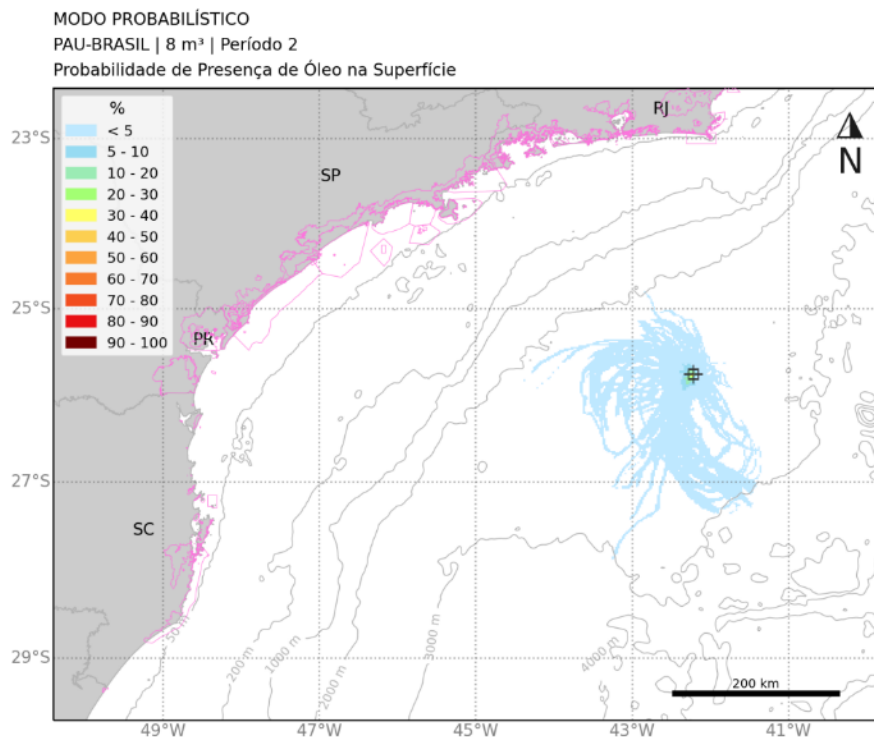 MODO PROBABILÍSTICO
PAU-BRASIL | 8 m³ | Período 2
Probabilidade de Presença de Óleo na Superfície
%
< 5
5 - 10
10 - 20
20 - 30
30 - 40
40 - 50
50 - 60
60 - 70
70 - 80
80 - 90
90 - 100
RJ
N
SP
PR
SC
23°S
25°S
27°S
29°S
50 m
200 m
1000 m
2000 m
3000 m
4000 m
200 km
49°W
47°W
45°W
43°W
41°W